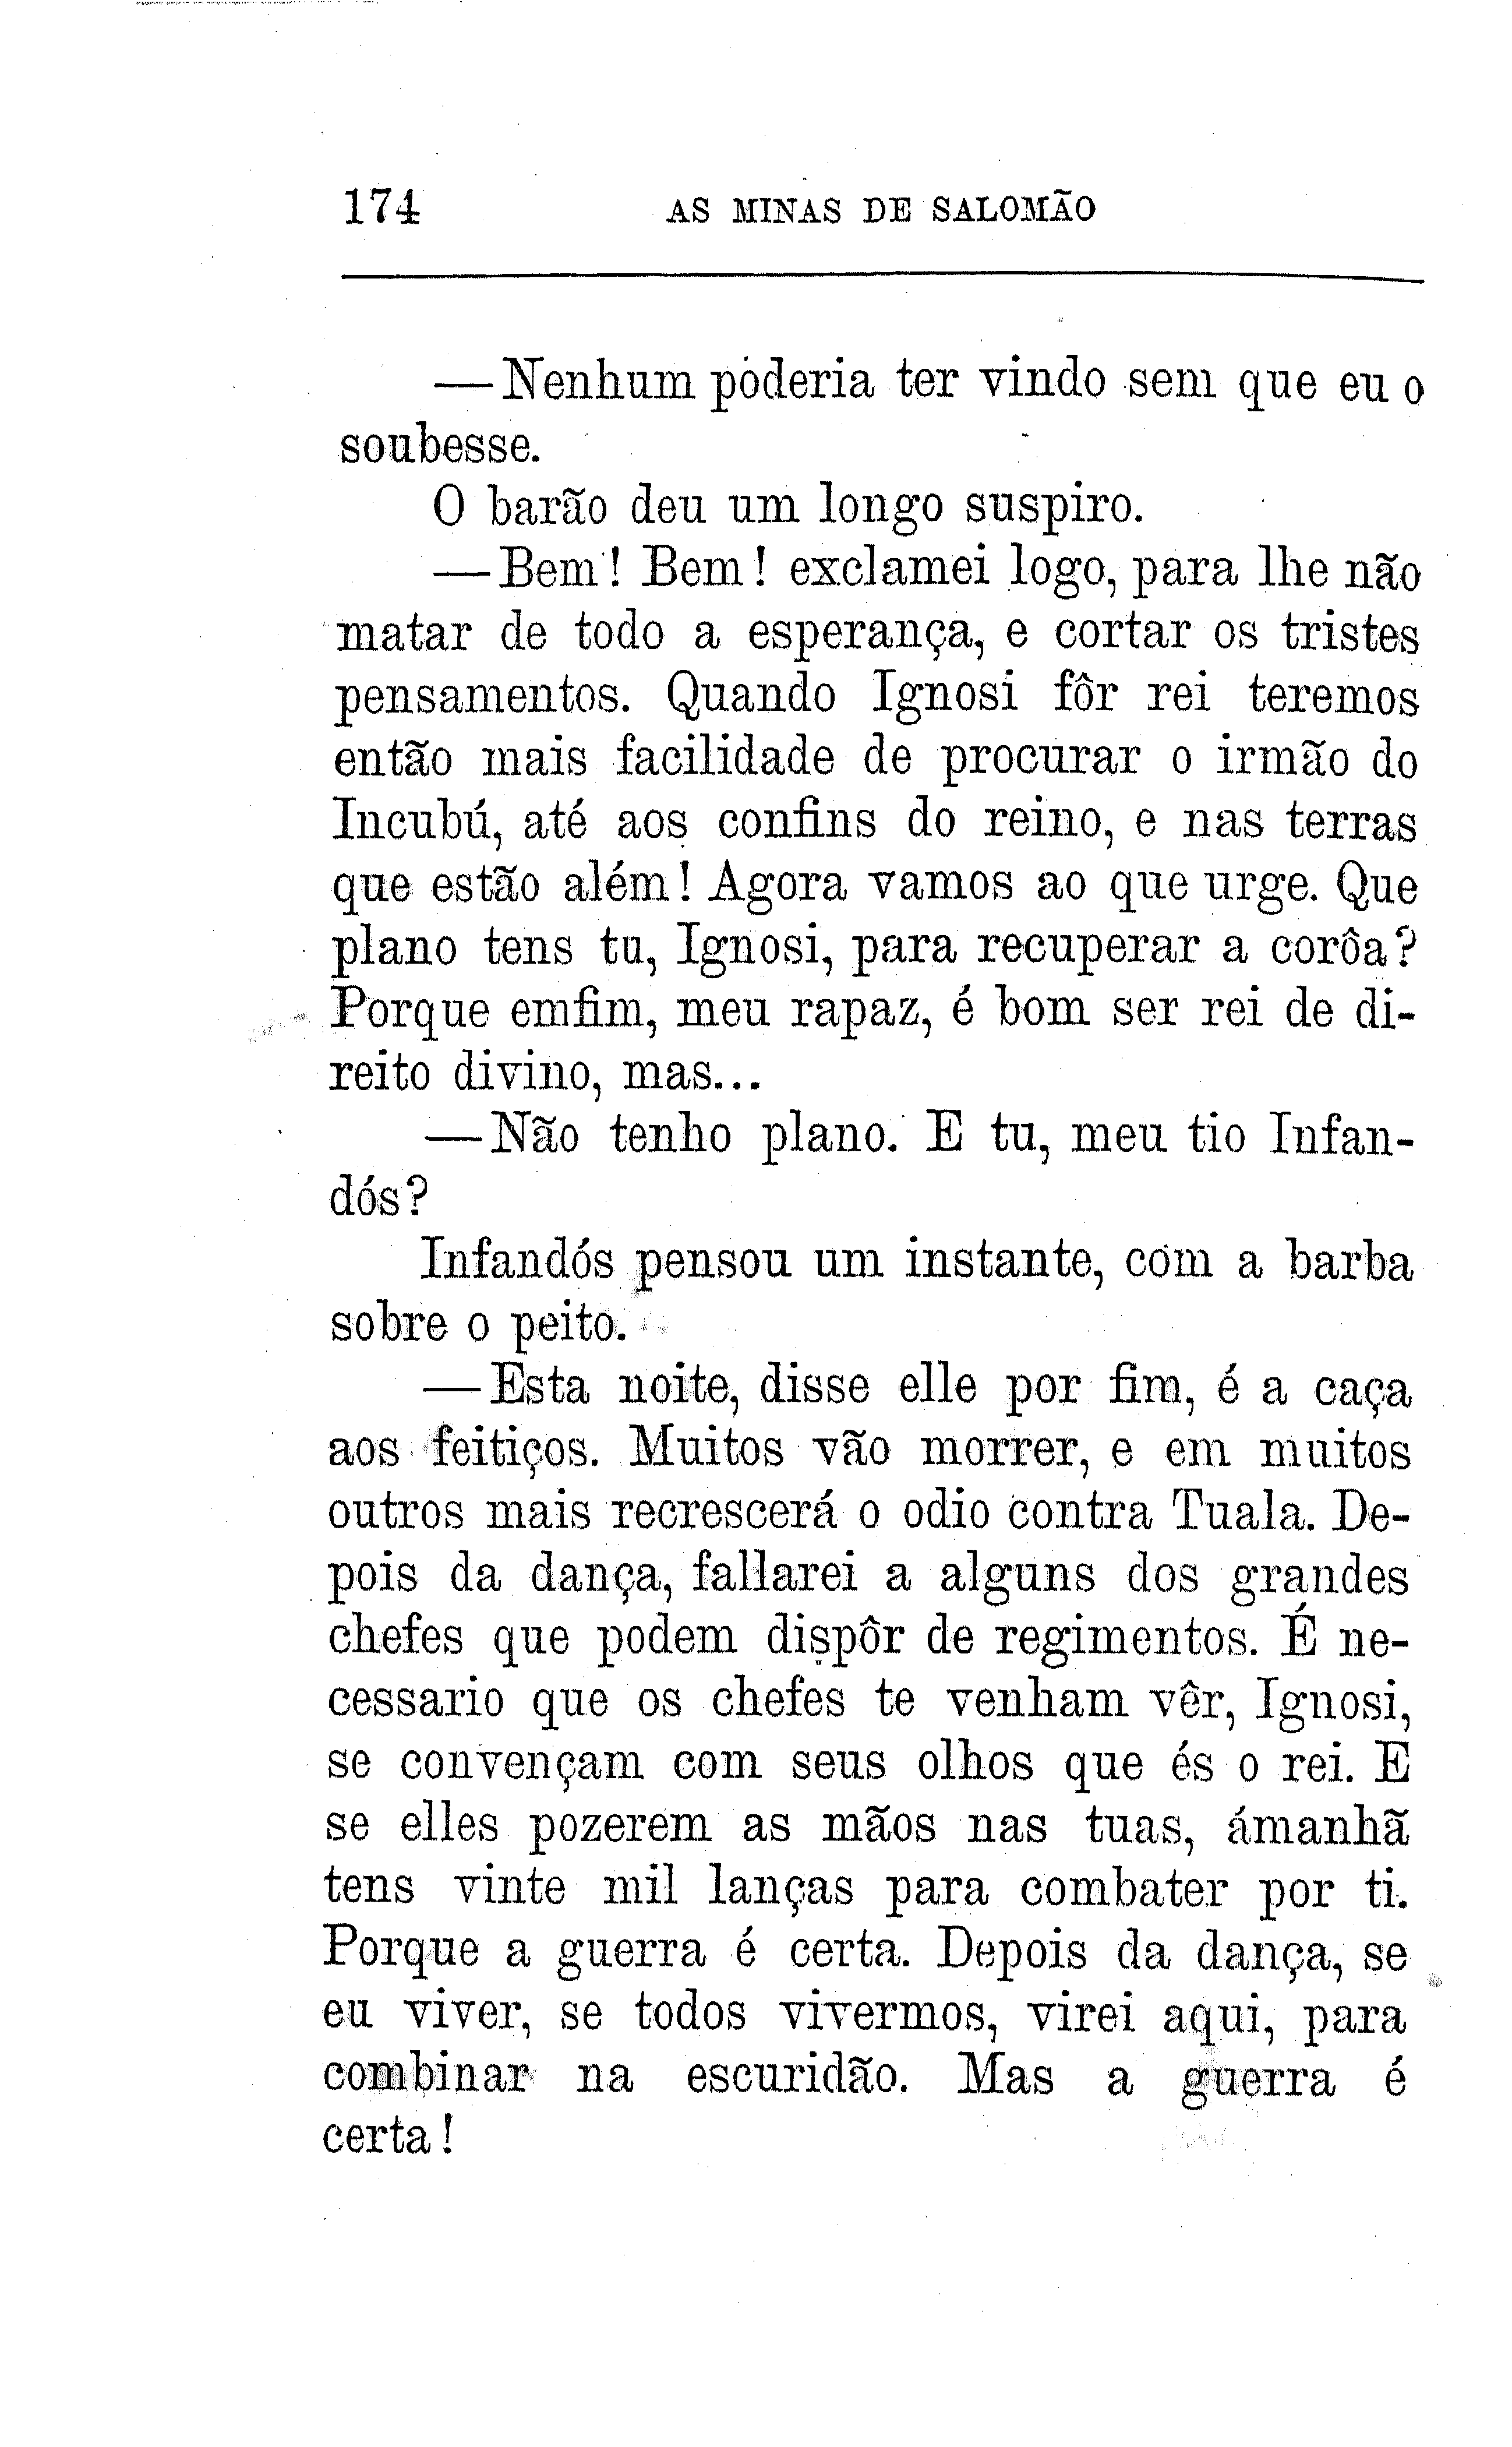 174 AS MINAS DE SALOMÃO
—Nenhum poderia ter vindo sem que eu o
soubesse.
O barão deu um longo suspiro.
—Bem! Bem! exclamei logo, para lhe não
matar de todo a esperança, e cortar os tristes
pensamentos. Quando Ignosi fôr rei teremos
então mais facilidade de procurar o irmão do
Incubú, até aos confins do reino, e nas terras
que estão além! Agora vamos ao que urge. Que
plano tens tu, Ignosi, para recuperar a corôa?
Porque emfim, meu rapaz, é bom ser rei de di-
reito divino, mas...
—Não tenho plano. E tu, meu tio Infan-
dós?
Infandós pensou um instante, com a barba
sobre o peito.
—Esta noite, disse elle por fim, é a caça
aos feitiços. Muitos vão morrer, e em muitos
outros mais recrescerá o odio contra Tuala. De-
pois da dança, fallarei a alguns dos grandes
chefes que podem dispôr de regimentos. É ne-
cessario que os chefes te venham vêr, Ignosi,
se convençam com seus olhos que és o rei. E
se elles pozerem as mãos nas tuas, ámanhã
tens vinte mil lanças para combater por ti.
Porque a guerra é certa. Depois da dança, se
eu viver, se todos vivermos, virei aqui, para
combinar na escuridão. Mas a guerra é
certa!